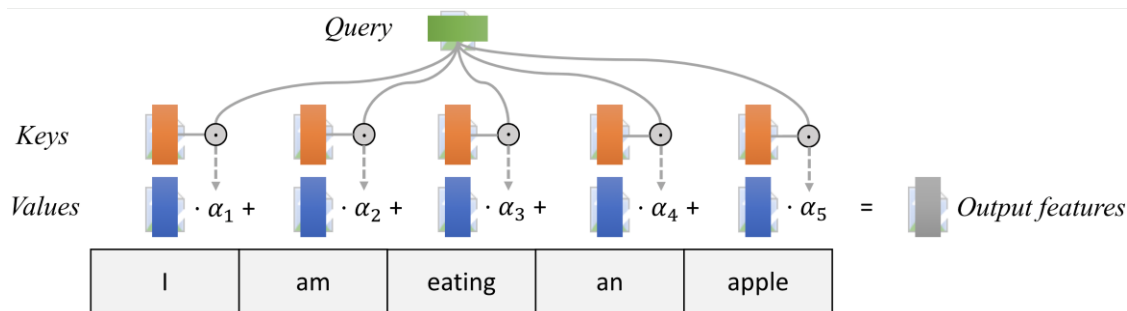 Query
Keys
Values · α₁ + · α₂ + · α₃ + · α₄ + · α₅ = Output features
I am eating an apple